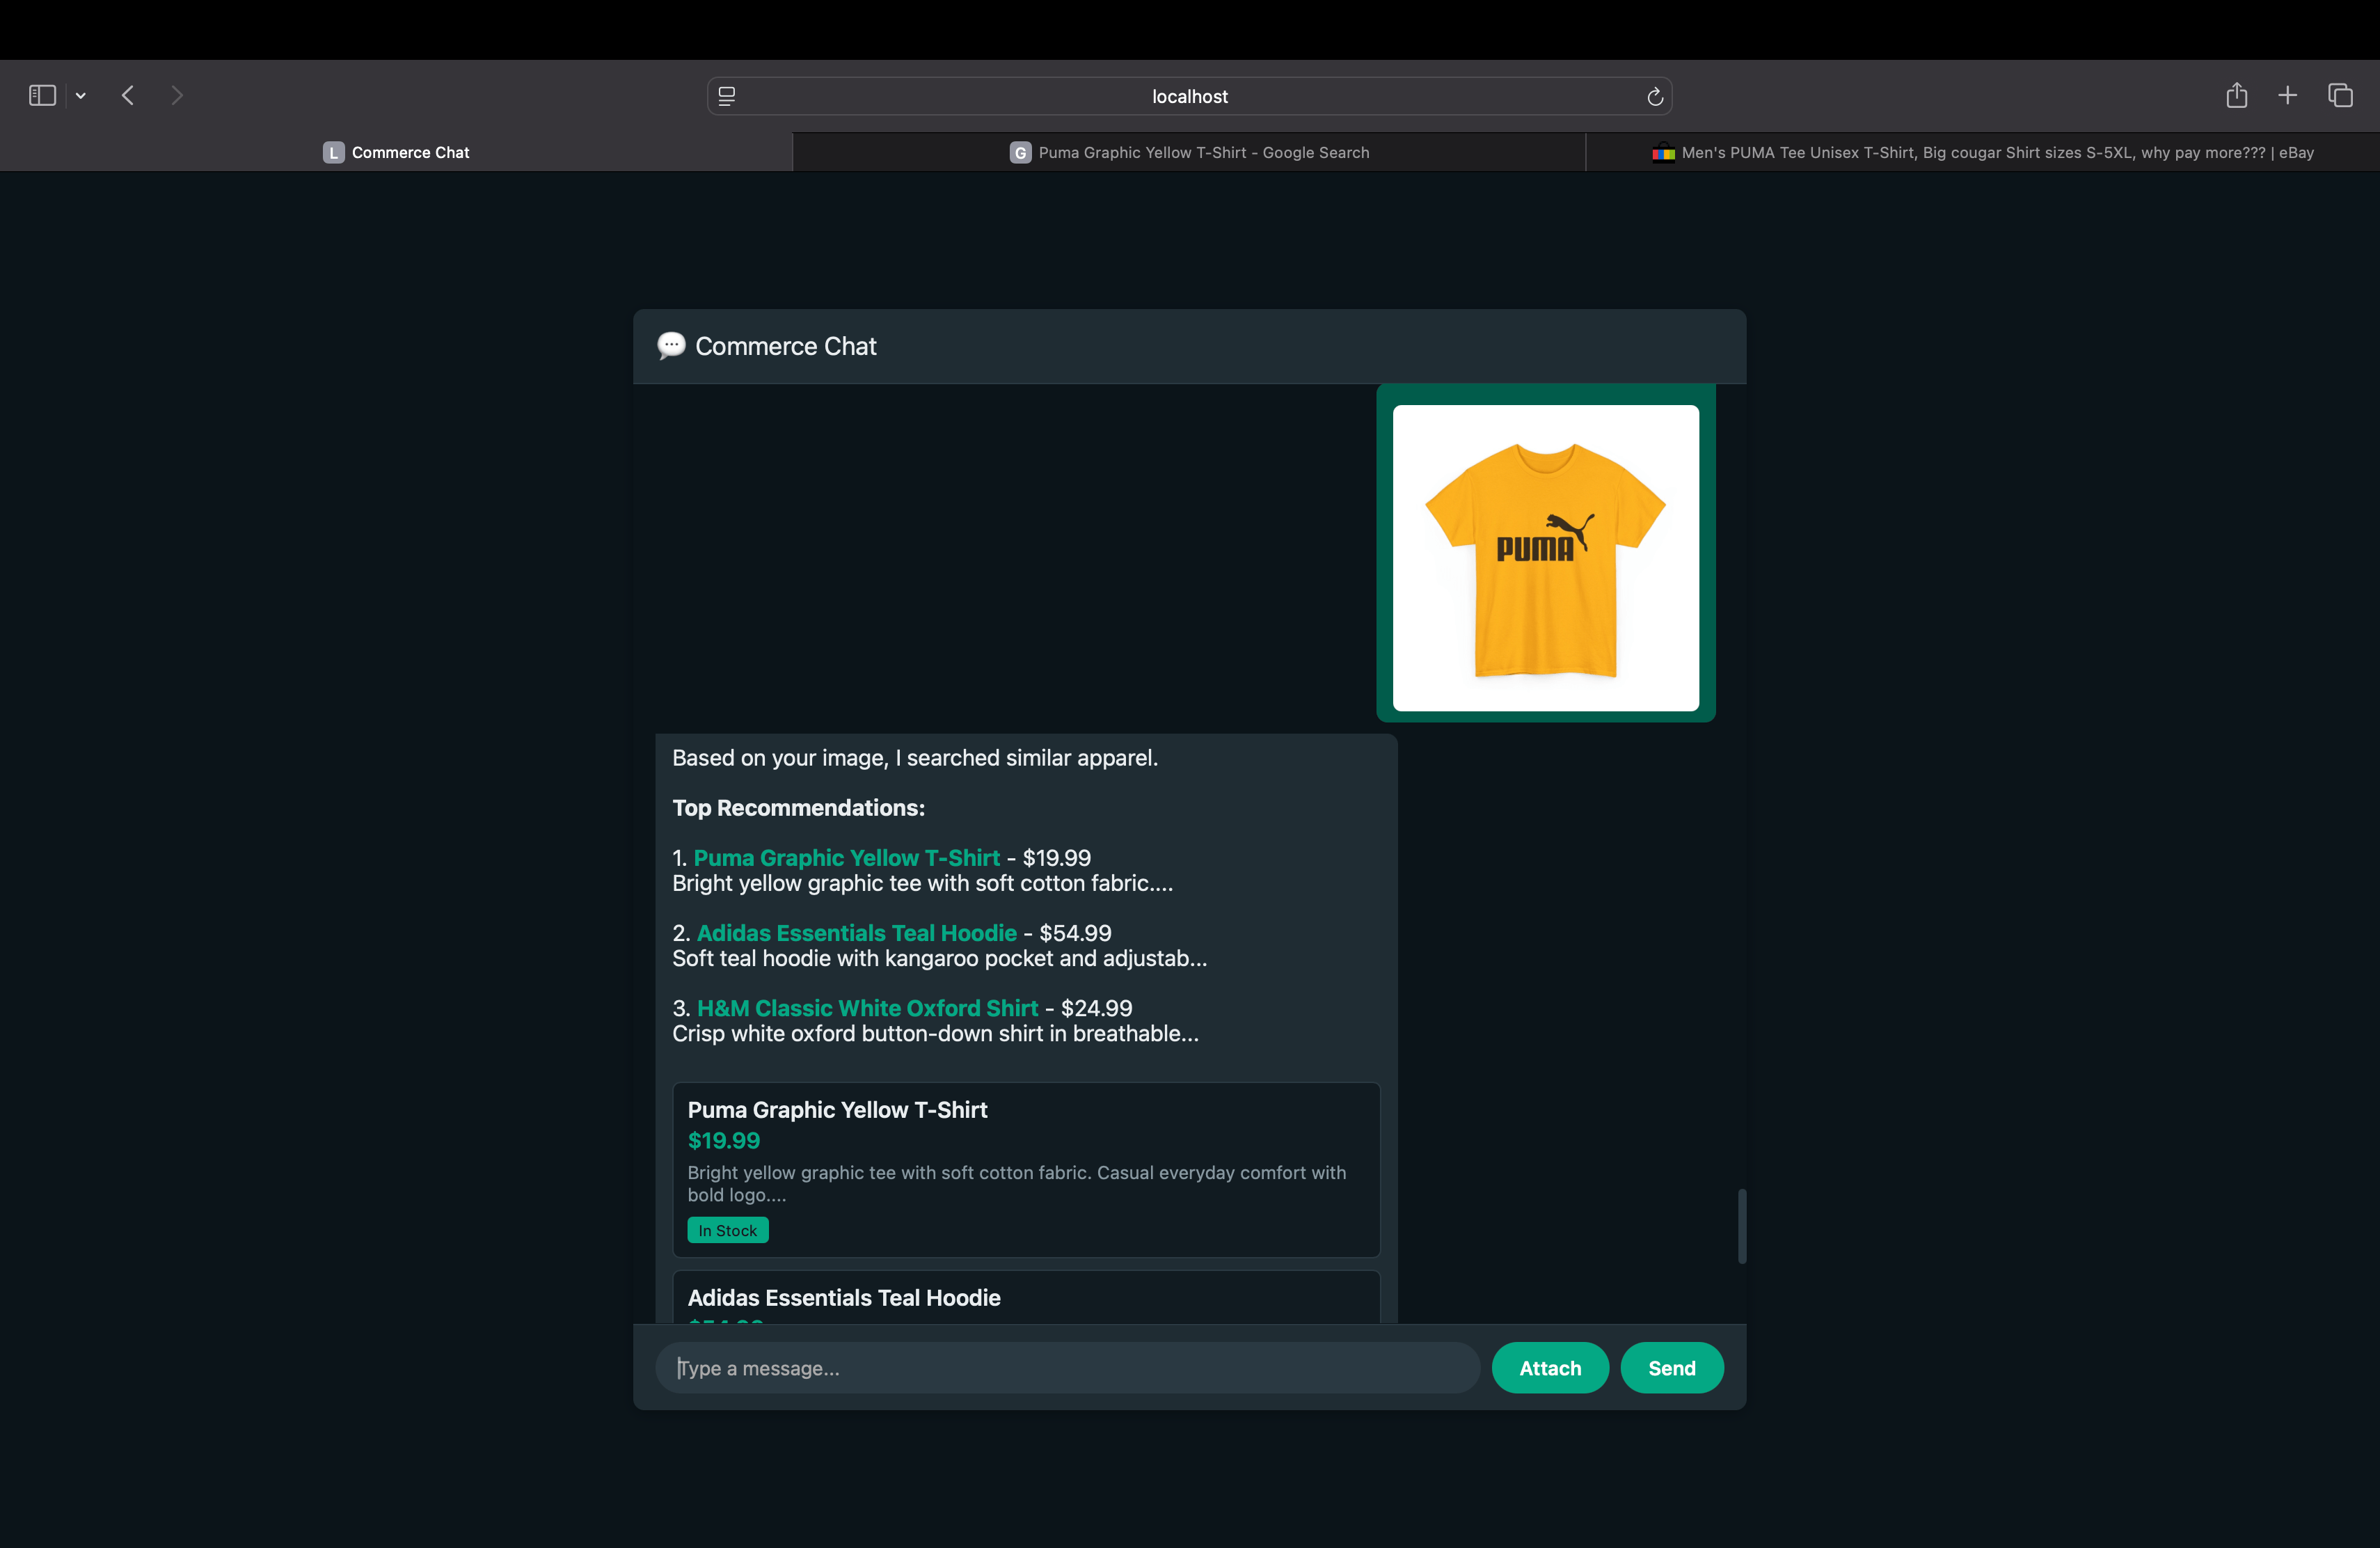 localhost
L Commerce Chat
G Puma Graphic Yellow T-Shirt - Google Search
Men's PUMA Tee Unisex T-Shirt, Big cougar Shirt sizes S-5XL, why pay more??? | eBay
Commerce Chat
PUMA
Based on your image, I searched similar apparel.
Top Recommendations:
1. Puma Graphic Yellow T-Shirt - $19.99
Bright yellow graphic tee with soft cotton fabric....
2. Adidas Essentials Teal Hoodie - $54.99
Soft teal hoodie with kangaroo pocket and adjustab...
3. H&M Classic White Oxford Shirt - $24.99
Crisp white oxford button-down shirt in breathable...
Puma Graphic Yellow T-Shirt
$19.99
Bright yellow graphic tee with soft cotton fabric. Casual everyday comfort with
bold logo....
In Stock
Adidas Essentials Teal Hoodie
Type a message...
Attach
Send